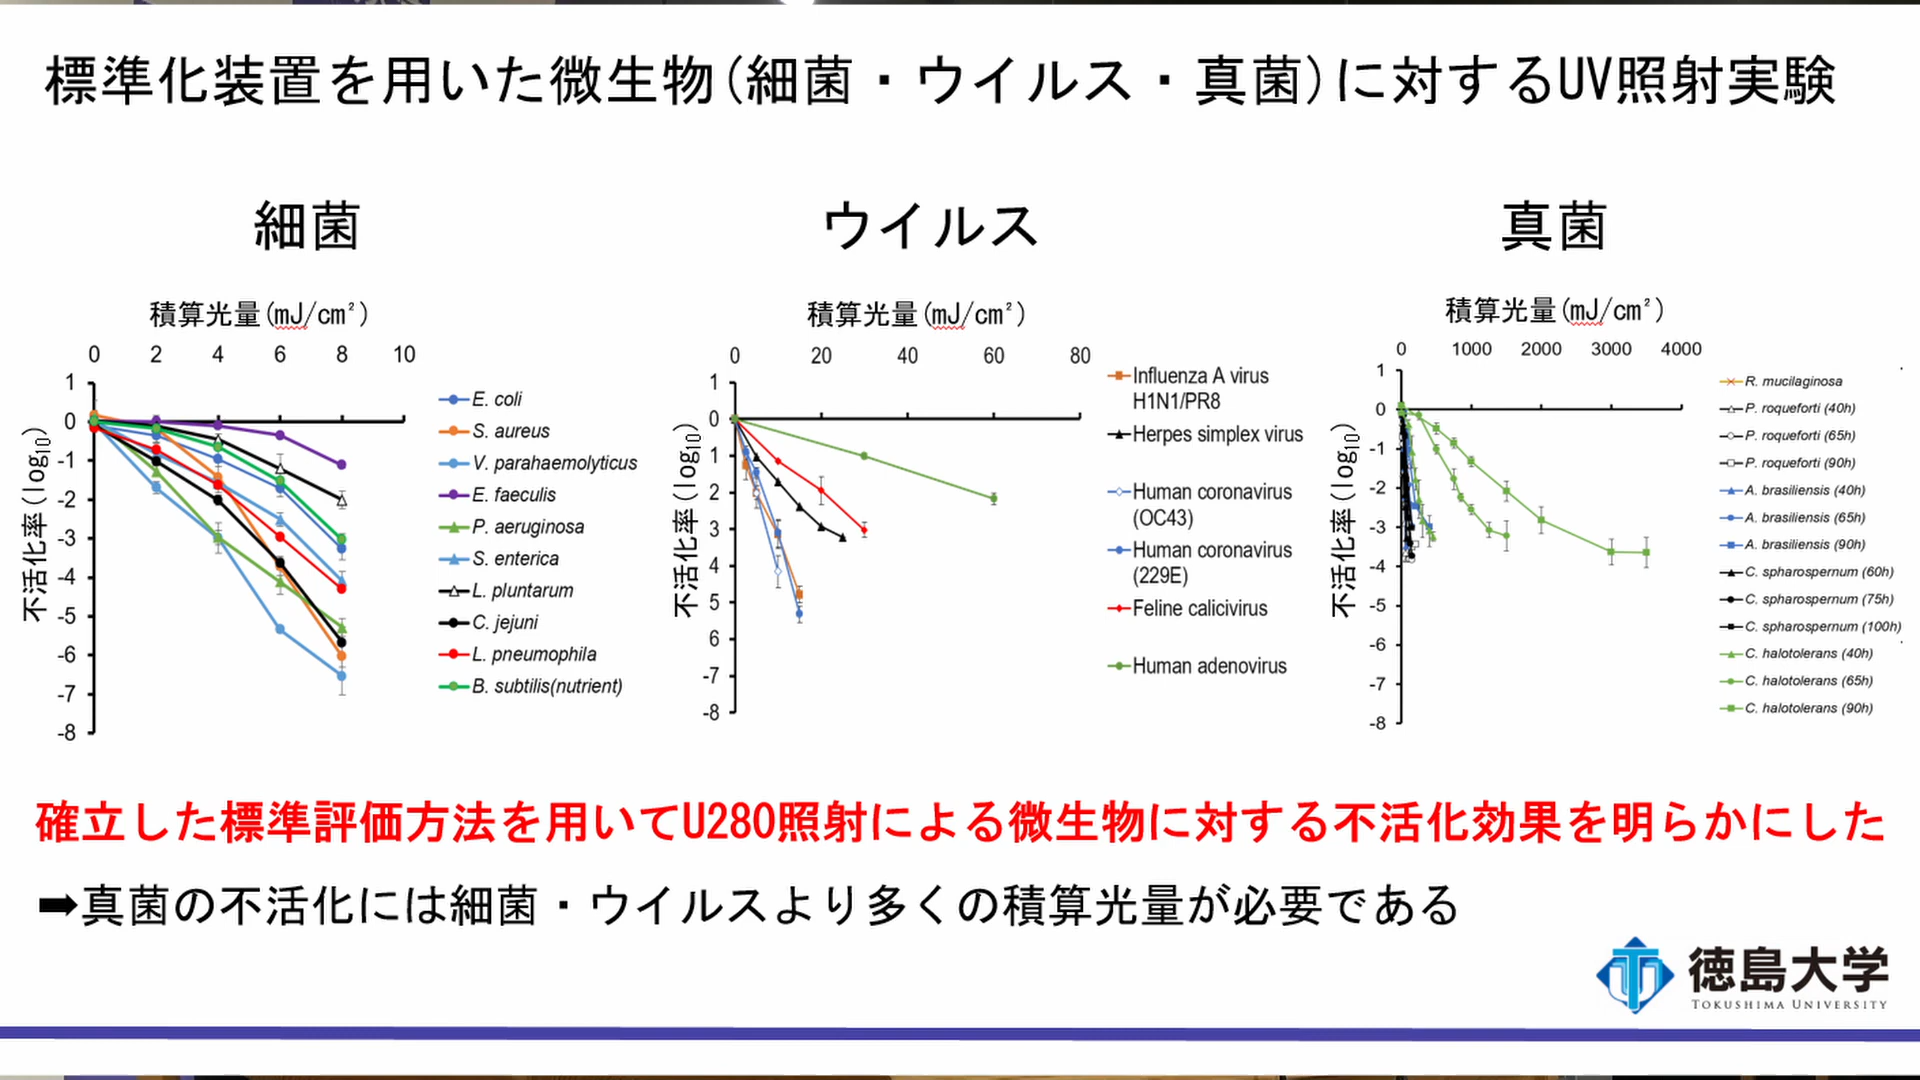 標準化装置を用いた微生物(細菌・ウイルス・真菌)に対するUV照射実験
細菌
積算光量(mJ/cm²)
0 2 4 6 8 10
不活化率(log10)
1
0
-1
-2
-3
-4
-5
-6
-7
-8
E. coli
S. aureus
V. parahaemolyticus
E. faeculis
P. aeruginosa
S. enterica
L. pluntarum
C. jejuni
L. pneumophila
B. subtilis(nutrient)
ウイルス
積算光量(mJ/cm²)
0 20 40 60 80
不活化率(log10)
1
0
1
2
3
4
5
6
-7
-8
Influenza A virus
H1N1/PR8
Herpes simplex virus
Human coronavirus
(OC43)
Human coronavirus
(229E)
Feline calicivirus
Human adenovirus
真菌
積算光量(mJ/cm²)
0 1000 2000 3000 4000
不活化率(log10)
1
0
-1
-2
-3
-4
-5
-6
-7
-8
R. mucilaginosa
P. roqueforti (40h)
P. roqueforti (65h)
P. roqueforti (90h)
A. brasiliensis (40h)
A. brasiliensis (65h)
A. brasiliensis (90h)
C. spharospernum (60h)
C. spharospernum (75h)
C. spharospernum (100h)
C. halotolerans (40h)
C. halotolerans (65h)
C. halotolerans (90h)
確立した標準評価方法を用いてU280照射による微生物に対する不活化効果を明らかにした
➡真菌の不活化には細菌・ウイルスより多くの積算光量が必要である
徳島大学
TOKUSHIMA UNIVERSITY